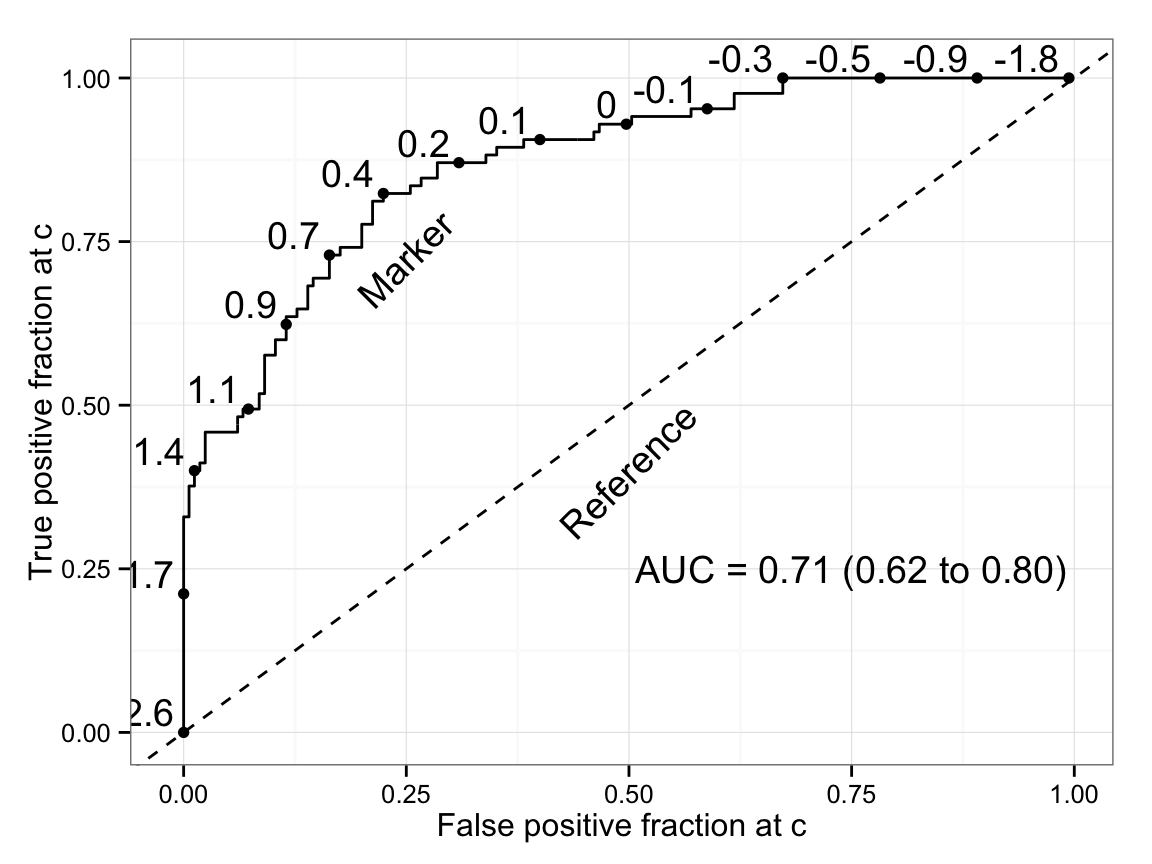 -0.3 -0.5 -0.9 -1.8
-0.1
0
0.1
0.2
0.4
0.7
0.9
1.1
1.4
1.7
2.6
Marker
Reference
AUC = 0.71 (0.62 to 0.80)
True positive fraction at c
1.00
0.75
0.50
0.25
0.00
0.00 0.25 0.50 0.75 1.00
False positive fraction at c